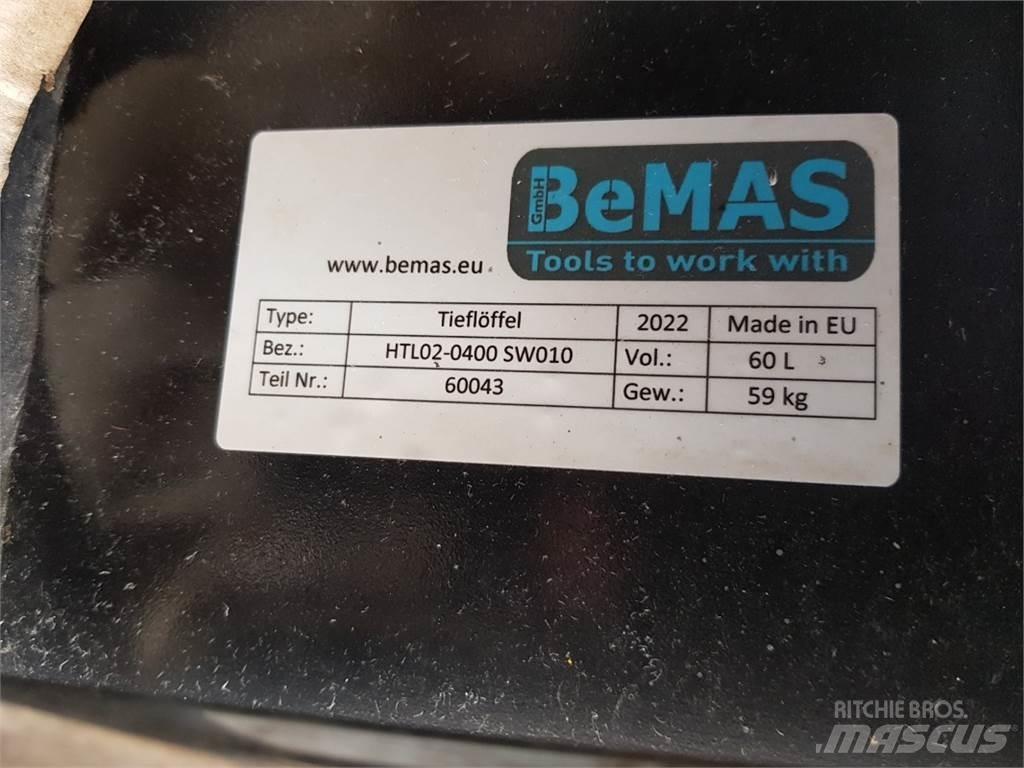 GmbH BeMAS
www.bemas.eu Tools to work with
Type: Tieflöffel 2022 Made in EU
Bez.: HTL02-0400 SW010 Vol.: 60 L
Teil Nr.: 60043 Gew.: 59 kg
RITCHIE BROS.
MASCUS